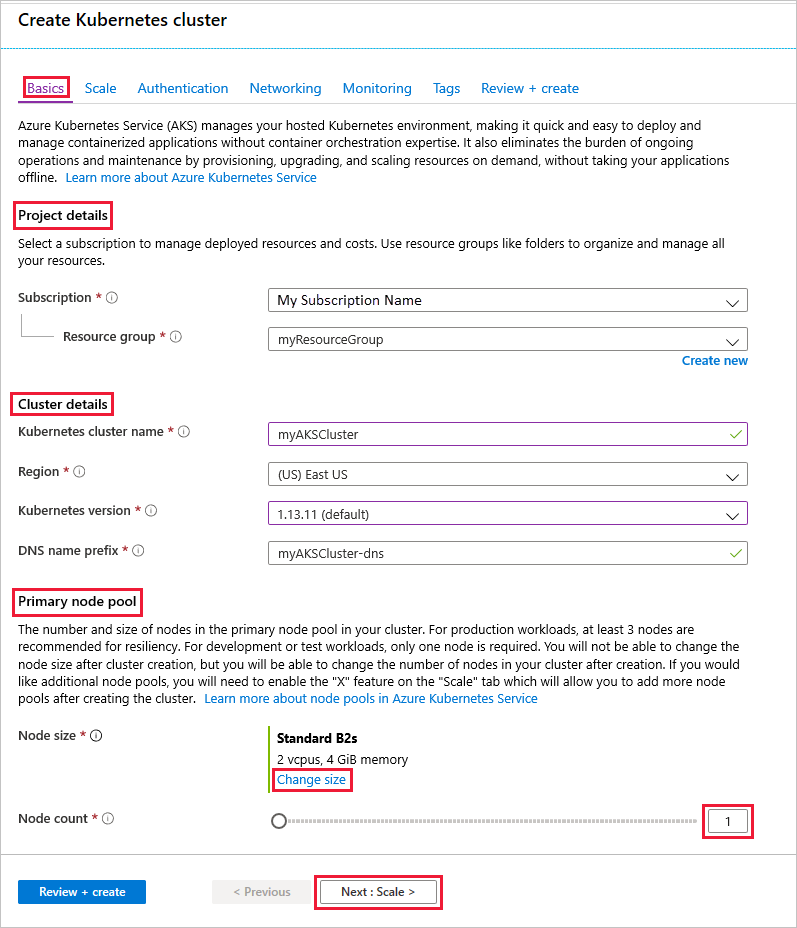 Create Kubernetes cluster
Basics Scale Authentication Networking Monitoring Tags Review + create
Azure Kubernetes Service (AKS) manages your hosted Kubernetes environment, making it quick and easy to deploy and
manage containerized applications without container orchestration expertise. It also eliminates the burden of ongoing
operations and maintenance by provisioning, upgrading, and scaling resources on demand, without taking your applications
offline. Learn more about Azure Kubernetes Service
Project details
Select a subscription to manage deployed resources and costs. Use resource groups like folders to organize and manage all
your resources.
Subscription * My Subscription Name
Resource group * myResourceGroup
Create new
Cluster details
Kubernetes cluster name * myAKSCluster
Region * (US) East US
Kubernetes version * 1.13.11 (default)
DNS name prefix * myAKSCluster-dns
Primary node pool
The number and size of nodes in the primary node pool in your cluster. For production workloads, at least 3 nodes are
recommended for resiliency. For development or test workloads, only one node is required. You will not be able to change the
node size after cluster creation, but you will be able to change the number of nodes in your cluster after creation. If you would
like additional node pools, you will need to enable the "X" feature on the "Scale" tab which will allow you to add more node
pools after creating the cluster. Learn more about node pools in Azure Kubernetes Service
Node size * Standard B2s
2 vcpus, 4 GiB memory
Change size
Node count * 1
Review + create < Previous Next : Scale >